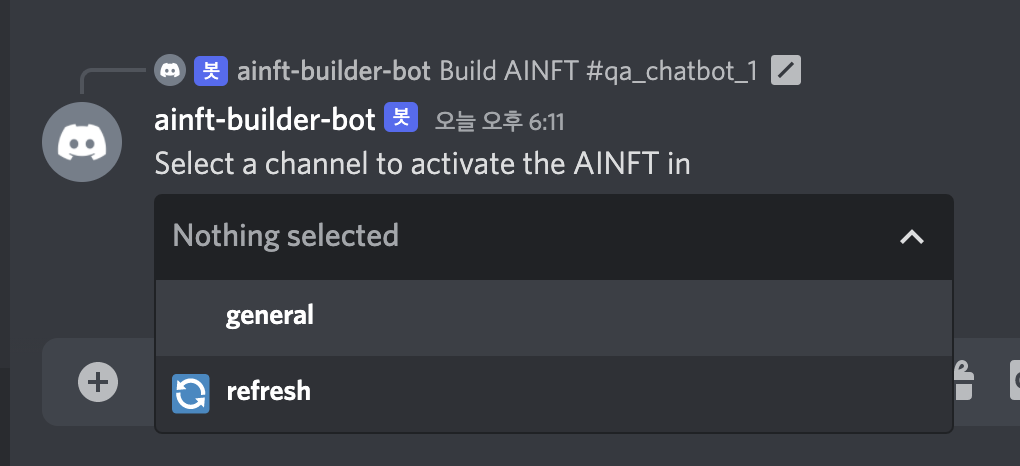 봇 ainft-builder-bot Build AINFT #qa_chatbot_1
ainft-builder-bot 봇 오늘 오후 6:11
Select a channel to activate the AINFT in
Nothing selected
general
refresh